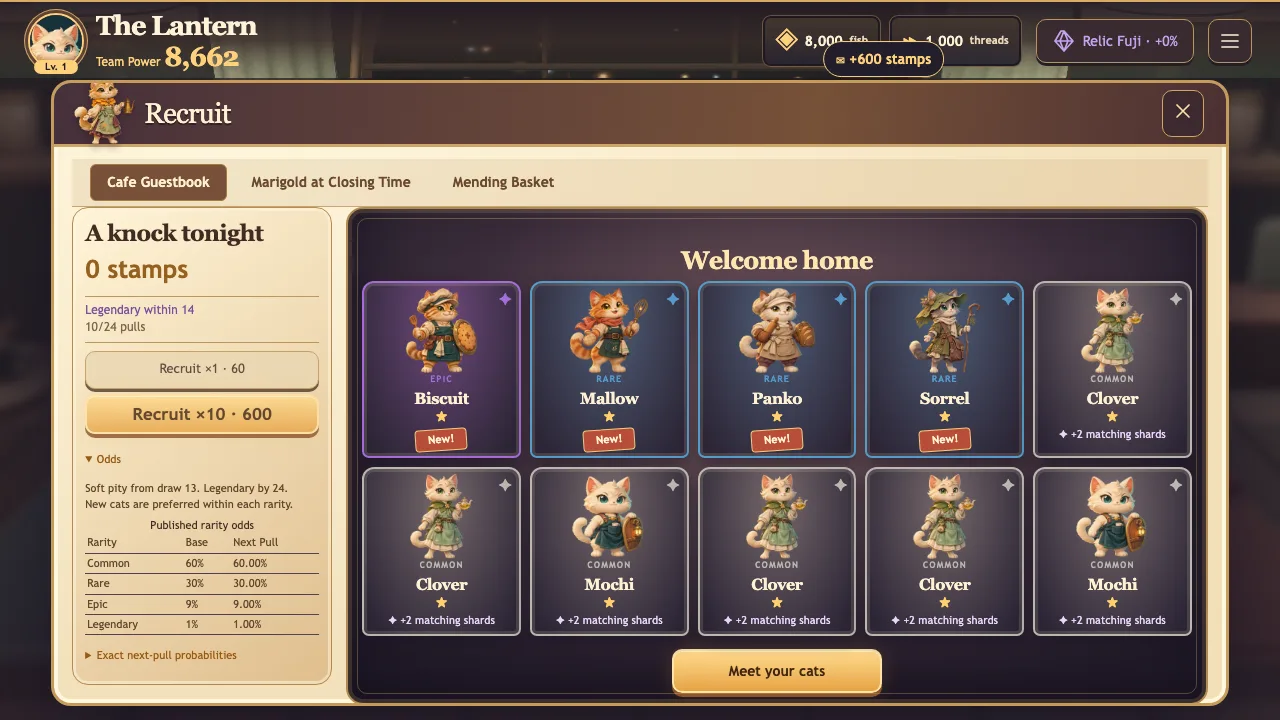 The Lantern
Team Power 8,662
Lv. 1
8,000 fish
1,000 threads
✉ +600 stamps
Relic Fuji · +0%
Recruit
Cafe Guestbook
Marigold at Closing Time
Mending Basket
A knock tonight
0 stamps
Legendary within 14
10/24 pulls
Recruit ×1 · 60
Recruit ×10 · 600
▼ Odds
Soft pity from draw 13. Legendary by 24.
New cats are preferred within each rarity.
Published rarity odds
Rarity Base Next Pull
Common 60% 60.00%
Rare 30% 30.00%
Epic 9% 9.00%
Legendary 1% 1.00%
▶ Exact next-pull probabilities
Welcome home
EPIC
Biscuit
New!
RARE
Mallow
New!
RARE
Panko
New!
RARE
Sorrel
New!
COMMON
Clover
✦ +2 matching shards
COMMON
Clover
✦ +2 matching shards
COMMON
Mochi
✦ +2 matching shards
COMMON
Clover
✦ +2 matching shards
COMMON
Clover
✦ +2 matching shards
COMMON
Mochi
✦ +2 matching shards
Meet your cats